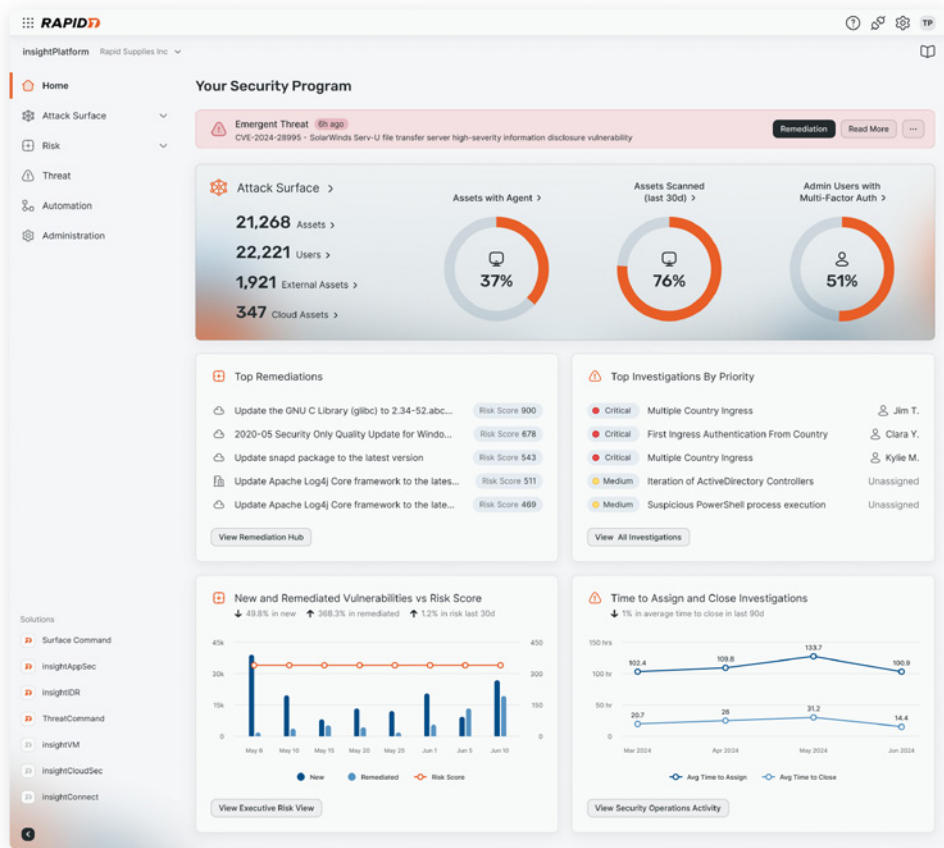 RAPID7
TP
insightPlatform Rapid Supplies Inc
Home
Attack Surface
Risk
Threat
Automation
Administration
Your Security Program
Emergent Threat 6h ago
CVE-2024-28995 - SolarWinds Serv-U file transfer server high-severity information disclosure vulnerability
Remediation
Read More
...
Attack Surface >
21,268 Assets >
22,221 Users >
1,921 External Assets >
347 Cloud Assets >
Assets with Agent >
37%
Assets Scanned
(last 30d) >
76%
Admin Users with
Multi-Factor Auth >
51%
Top Remediations
Update the GNU C Library (glibc) to 2.34-52.abc... Risk Score 900
2020-05 Security Only Quality Update for Windo... Risk Score 678
Update snapd package to the latest version Risk Score 543
Update Apache Log4j Core framework to the lates... Risk Score 511
Update Apache Log4j Core framework to the late... Risk Score 469
View Remediation Hub
Top Investigations By Priority
Critical Multiple Country Ingress Jim T.
Critical First Ingress Authentication From Country Clara Y.
Critical Multiple Country Ingress Kylie M.
Medium Iteration of ActiveDirectory Controllers Unassigned
Medium Suspicious PowerShell process execution Unassigned
View All Investigations
New and Remediated Vulnerabilities vs Risk Score
49.8% in new 368.3% in remediated 1.2% in risk last 30d
45k 450
30k 300
15k 150
0 0
May 6 May 10 May 15 May 20 May 25 Jun 1 Jun 5 Jun 10
New Remediated Risk Score
View Executive Risk View
Time to Assign and Close Investigations
1% in average time to close in last 90d
150 hrs
100 hr
50 hr
0
102.4 109.8 133.7 100.9
20.7 26 31.2 14.4
Mar 2024 Apr 2024 May 2024 Jun 2024
Avg Time to Assign Avg Time to Close
View Security Operations Activity
Solutions
Surface Command
insightAppSec
insightIDR
ThreatCommand
insightVM
insightCloudSec
insightConnect